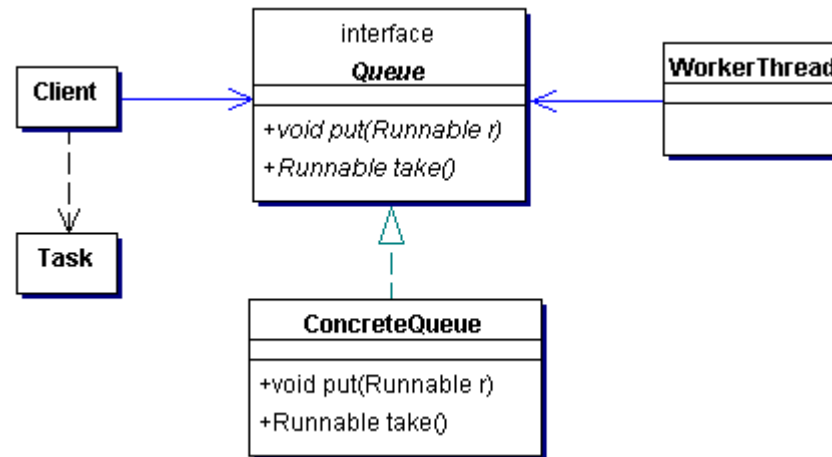 interface
Queue
Client
WorkerThread
+void put(Runnable r)
+Runnable take()
Task
ConcreteQueue
+void put(Runnable r)
+Runnable take()